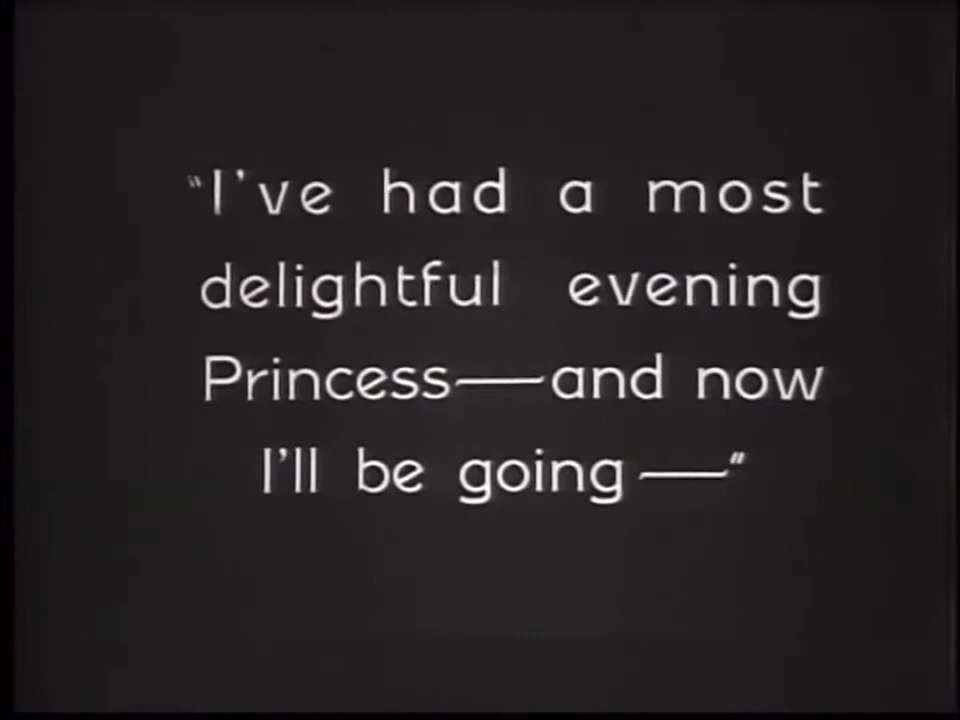 "I've had a most
delightful evening
Princess—and now
I'll be going—"